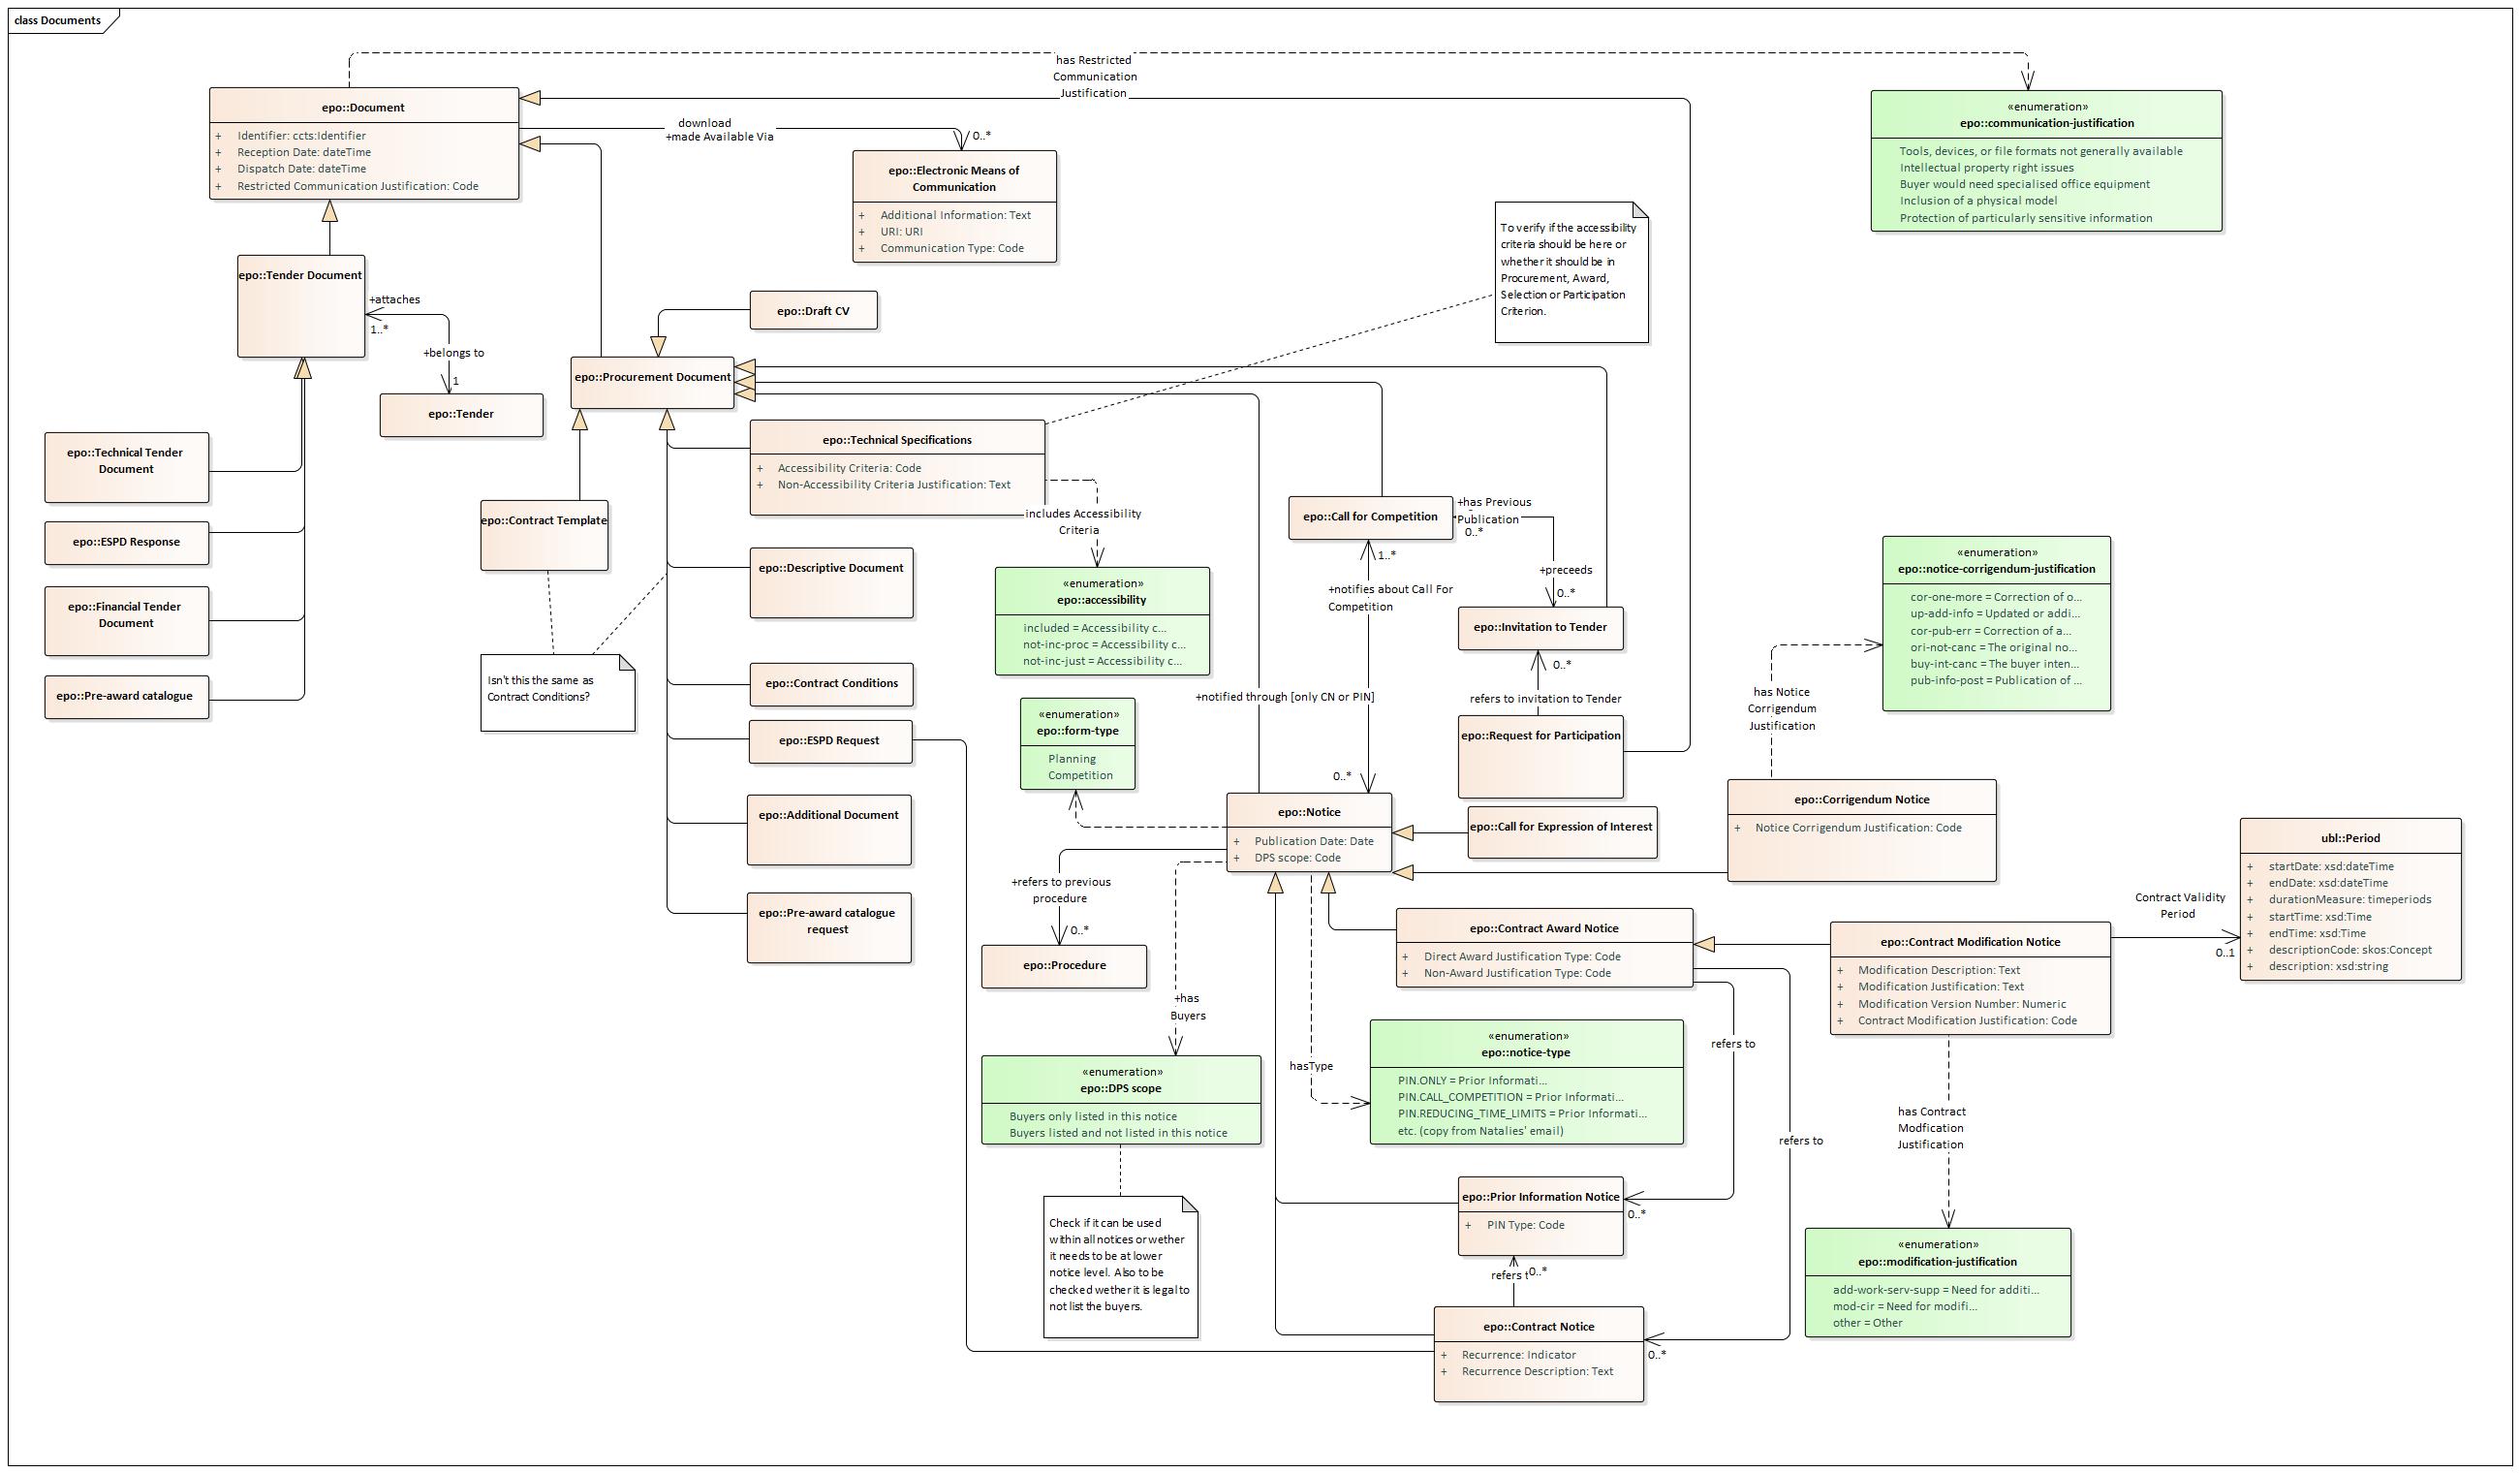 class Documents
has Restricted
Communication
Justification
epo::Document
+ Identifier: ccts:Identifier
+ Reception Date: dateTime
+ Dispatch Date: dateTime
+ Restricted Communication Justification: Code
download
+made Available Via
0..*
epo::Electronic Means of
Communication
+ Additional Information: Text
+ URI: URI
+ Communication Type: Code
«enumeration»
epo::communication-justification
Tools, devices, or file formats not generally available
Intellectual property right issues
Buyer would need specialised office equipment
Inclusion of a physical model
Protection of particularly sensitive information
To verify if the accessibility
criteria should be here or
whether it should be in
Procurement, Award,
Selection or Participation
Criterion.
epo::Tender Document
+attaches
1..*
+belongs to
1
epo::Tender
epo::Draft CV
epo::Procurement Document
epo::Technical Tender
Document
epo::ESPD Response
epo::Financial Tender
Document
epo::Pre-award catalogue
epo::Contract Template
Isn't this the same as
Contract Conditions?
epo::Technical Specifications
+ Accessibility Criteria: Code
+ Non-Accessibility Criteria Justification: Text
includes Accessibility
Criteria
epo::Descriptive Document
epo::Contract Conditions
epo::ESPD Request
epo::Additional Document
epo::Pre-award catalogue
request
«enumeration»
epo::accessibility
included = Accessibility c...
not-inc-proc = Accessibility c...
not-inc-just = Accessibility c...
«enumeration»
epo::form-type
Planning
Competition
epo::Call for Competition
+has Previous
Publication
0..*
+preceeds
0..*
1..*
+notifies about Call For
Competition
+notified through [only CN or PIN]
0..*
epo::Invitation to Tender
0..*
refers to invitation to Tender
epo::Request for Participation
«enumeration»
epo::notice-corrigendum-justification
cor-one-more = Correction of o...
up-add-info = Updated or addi...
cor-pub-err = Correction of a...
ori-not-canc = The original no...
buy-int-canc = The buyer inten...
pub-info-post = Publication of ...
has Notice
Corrigendum
Justification
epo::Notice
+ Publication Date: Date
+ DPS scope: Code
epo::Call for Expression of Interest
epo::Corrigendum Notice
+ Notice Corrigendum Justification: Code
ubl::Period
+ startDate: xsd:dateTime
+ endDate: xsd:dateTime
+ durationMeasure: timeperiods
+ startTime: xsd:Time
+ endTime: xsd:Time
+ descriptionCode: skos:Concept
+ description: xsd:string
Contract Validity
Period
0..1
+refers to previous
procedure
0..*
epo::Procedure
+has
Buyers
epo::Contract Award Notice
+ Direct Award Justification Type: Code
+ Non-Award Justification Type: Code
epo::Contract Modification Notice
+ Modification Description: Text
+ Modification Justification: Text
+ Modification Version Number: Numeric
+ Contract Modification Justification: Code
«enumeration»
epo::DPS scope
Buyers only listed in this notice
Buyers listed and not listed in this notice
hasType
«enumeration»
epo::notice-type
PIN.ONLY = Prior Informati...
PIN.CALL_COMPETITION = Prior Informati...
PIN.REDUCING_TIME_LIMITS = Prior Informati...
etc. (copy from Natalies' email)
refers to
refers to
has Contract
Modfication
Justification
Check if it can be used
within all notices or wether
it needs to be at lower
notice level. Also to be
checked wether it is legal to
not list the buyers.
epo::Prior Information Notice
+ PIN Type: Code
0..*
refers t
0..*
epo::Contract Notice
+ Recurrence: Indicator
+ Recurrence Description: Text
0..*
«enumeration»
epo::modification-justification
add-work-serv-supp = Need for additi...
mod-cir = Need for modifi...
other = Other